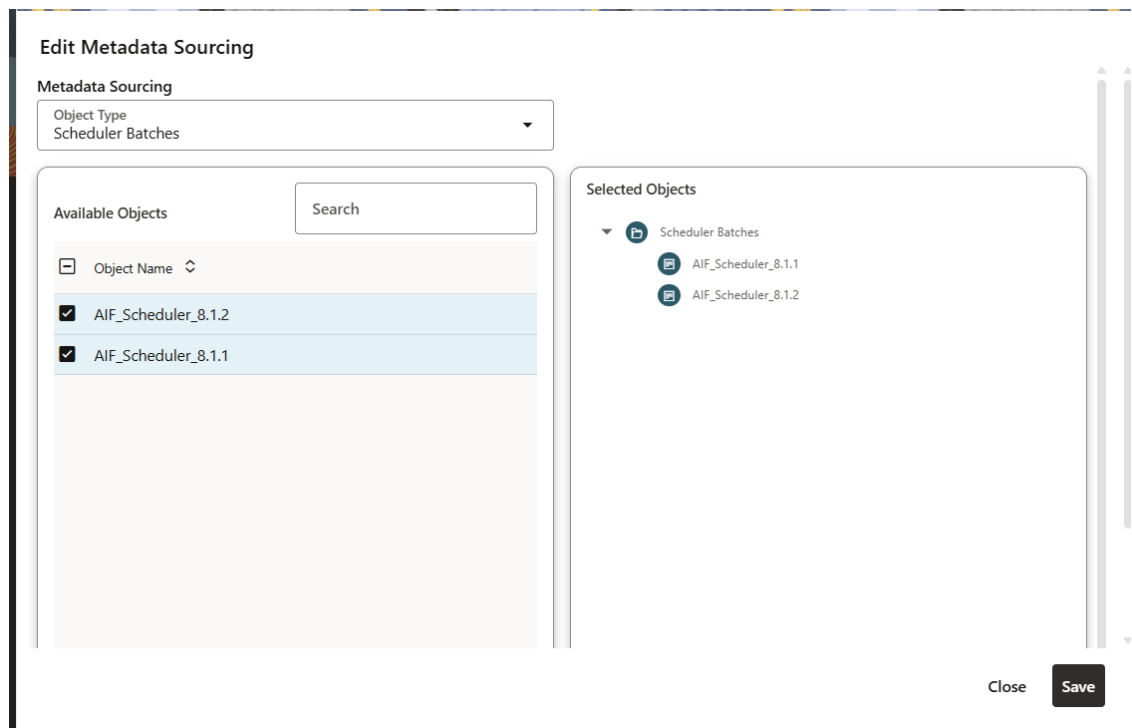 Edit Metadata Sourcing
Metadata Sourcing
Object Type
Scheduler Batches
Available Objects
Search
Object Name
AIF_Scheduler_8.1.2
AIF_Scheduler_8.1.1
Selected Objects
Scheduler Batches
AIF_Scheduler_8.1.1
AIF_Scheduler_8.1.2
Close
Save